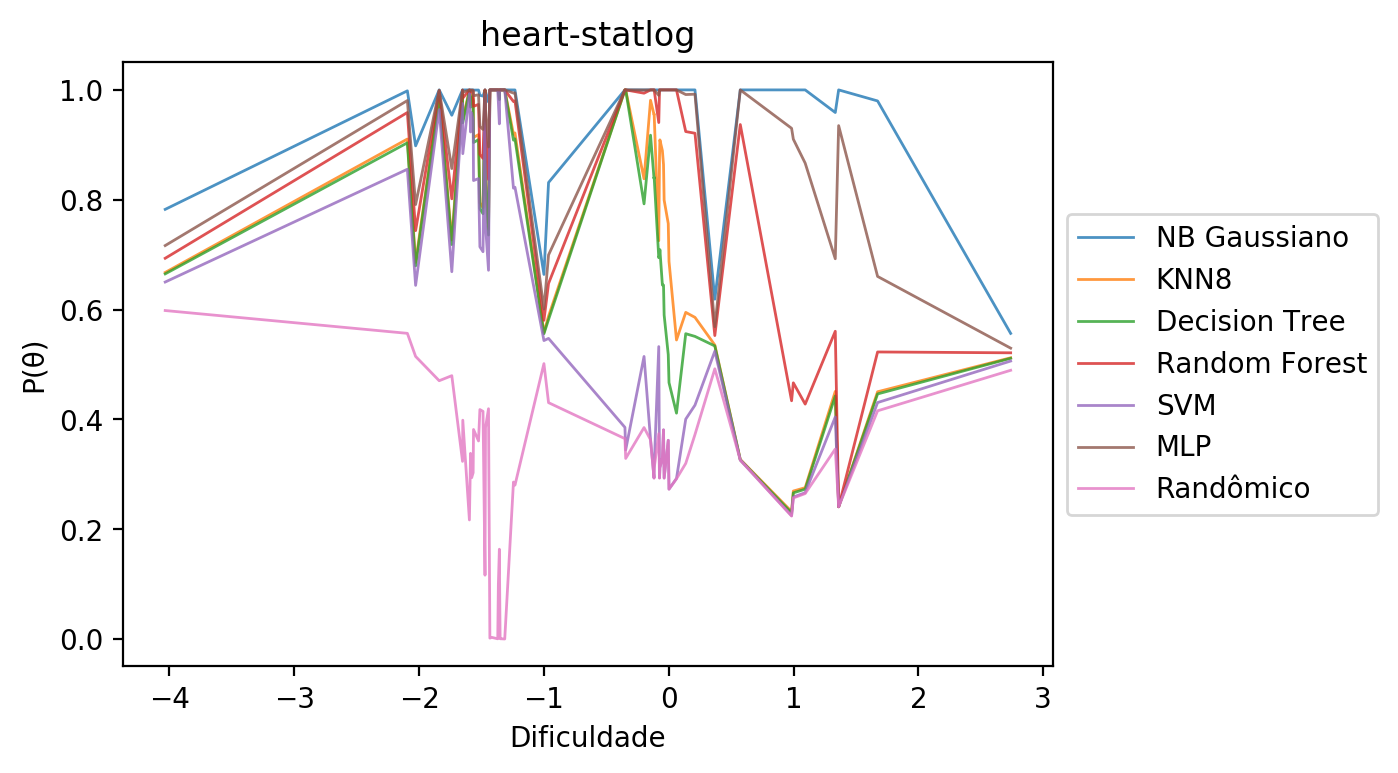 heart-statlog
P(θ)
1.0
0.8
0.6
0.4
0.2
0.0
−4
−3
−2
−1
0
1
2
3
Dificuldade
NB Gaussiano
KNN8
Decision Tree
Random Forest
SVM
MLP
Randômico